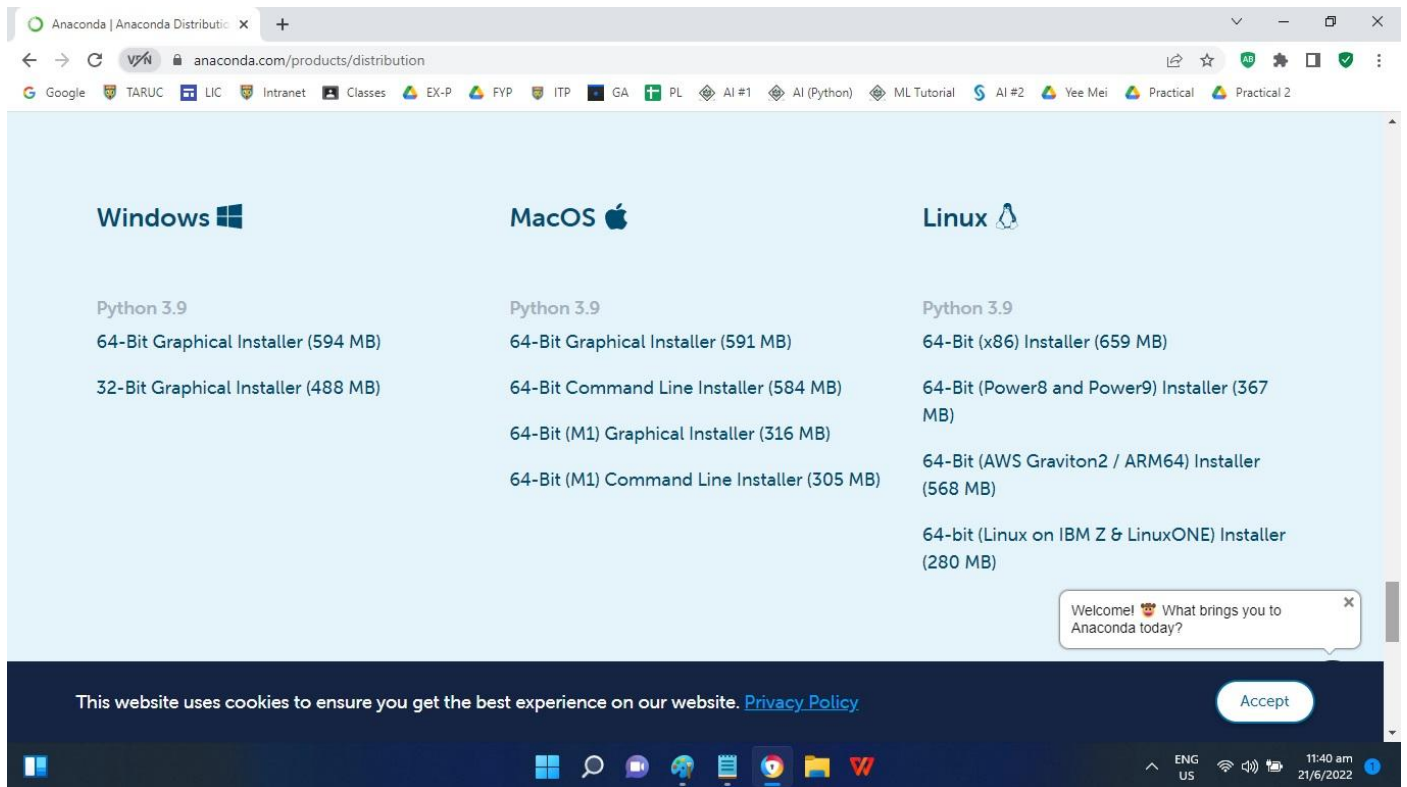 Anaconda | Anaconda Distributic
VPN anaconda.com/products/distribution
Google TARUC LIC Intranet Classes EX-P FYP ITP GA PL AI #1 AI (Python) ML Tutorial AI #2 Yee Mei Practical Practical 2
Windows
Python 3.9
64-Bit Graphical Installer (594 MB)
32-Bit Graphical Installer (488 MB)
MacOS
Python 3.9
64-Bit Graphical Installer (591 MB)
64-Bit Command Line Installer (584 MB)
64-Bit (M1) Graphical Installer (316 MB)
64-Bit (M1) Command Line Installer (305 MB)
Linux
Python 3.9
64-Bit (x86) Installer (659 MB)
64-Bit (Power8 and Power9) Installer (367
MB)
64-Bit (AWS Graviton2 / ARM64) Installer
(568 MB)
64-bit (Linux on IBM Z & LinuxONE) Installer
(280 MB)
Welcome! What brings you to
Anaconda today?
This website uses cookies to ensure you get the best experience on our website. Privacy Policy
Accept
ENG
US
11:40 am
21/6/2022
1